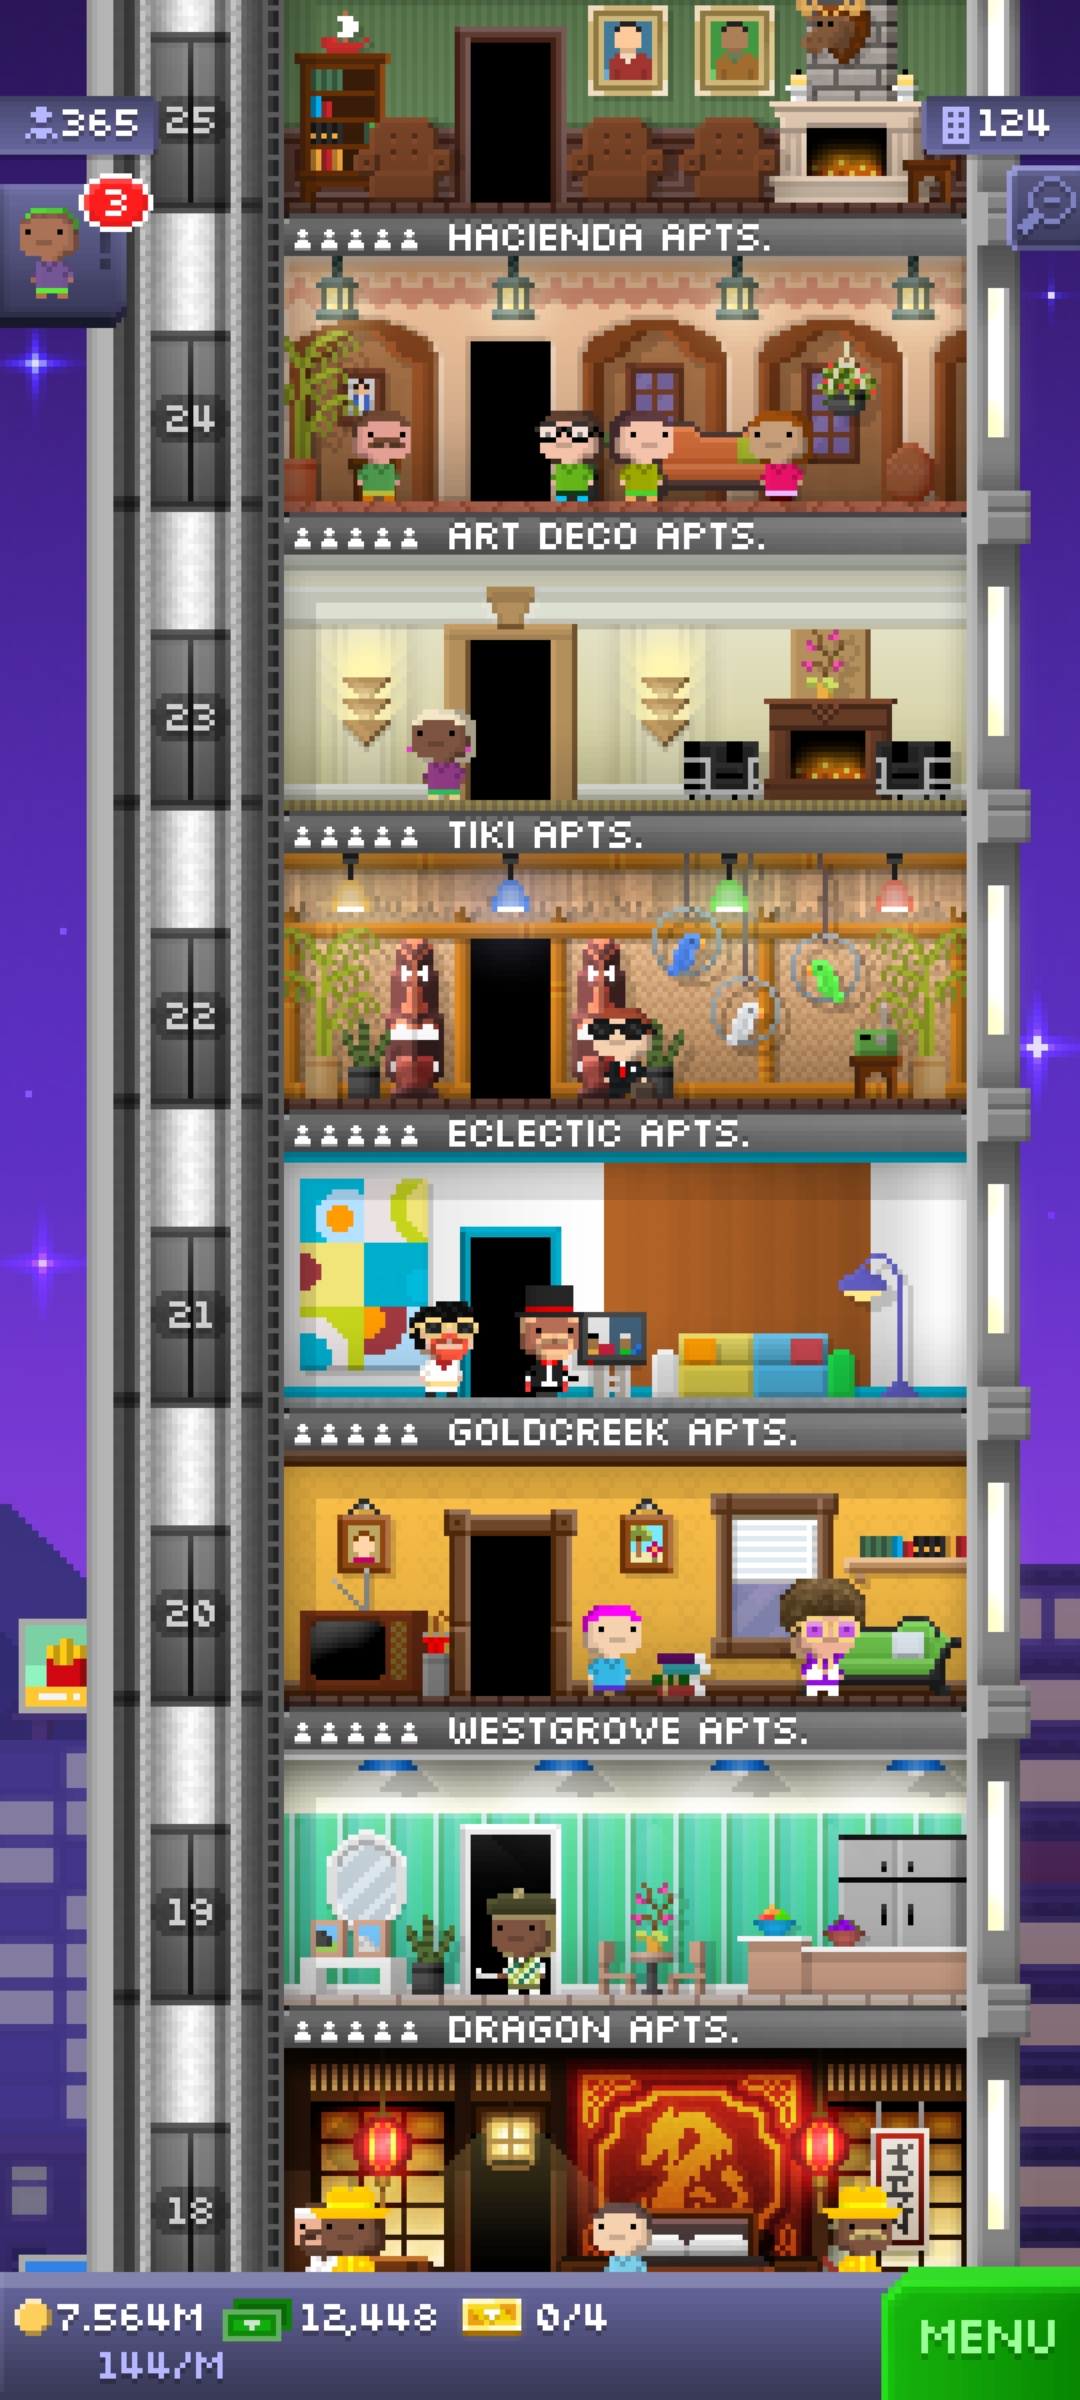 365
25
124
3
HACIENDA APTS.
24
ART DECO APTS.
23
TIKI APTS.
22
ECLECTIC APTS.
21
GOLDCREEK APTS.
20
WESTGROVE APTS.
19
DRAGON APTS.
18
7.564M 12,448 0/4
144/M
MENU